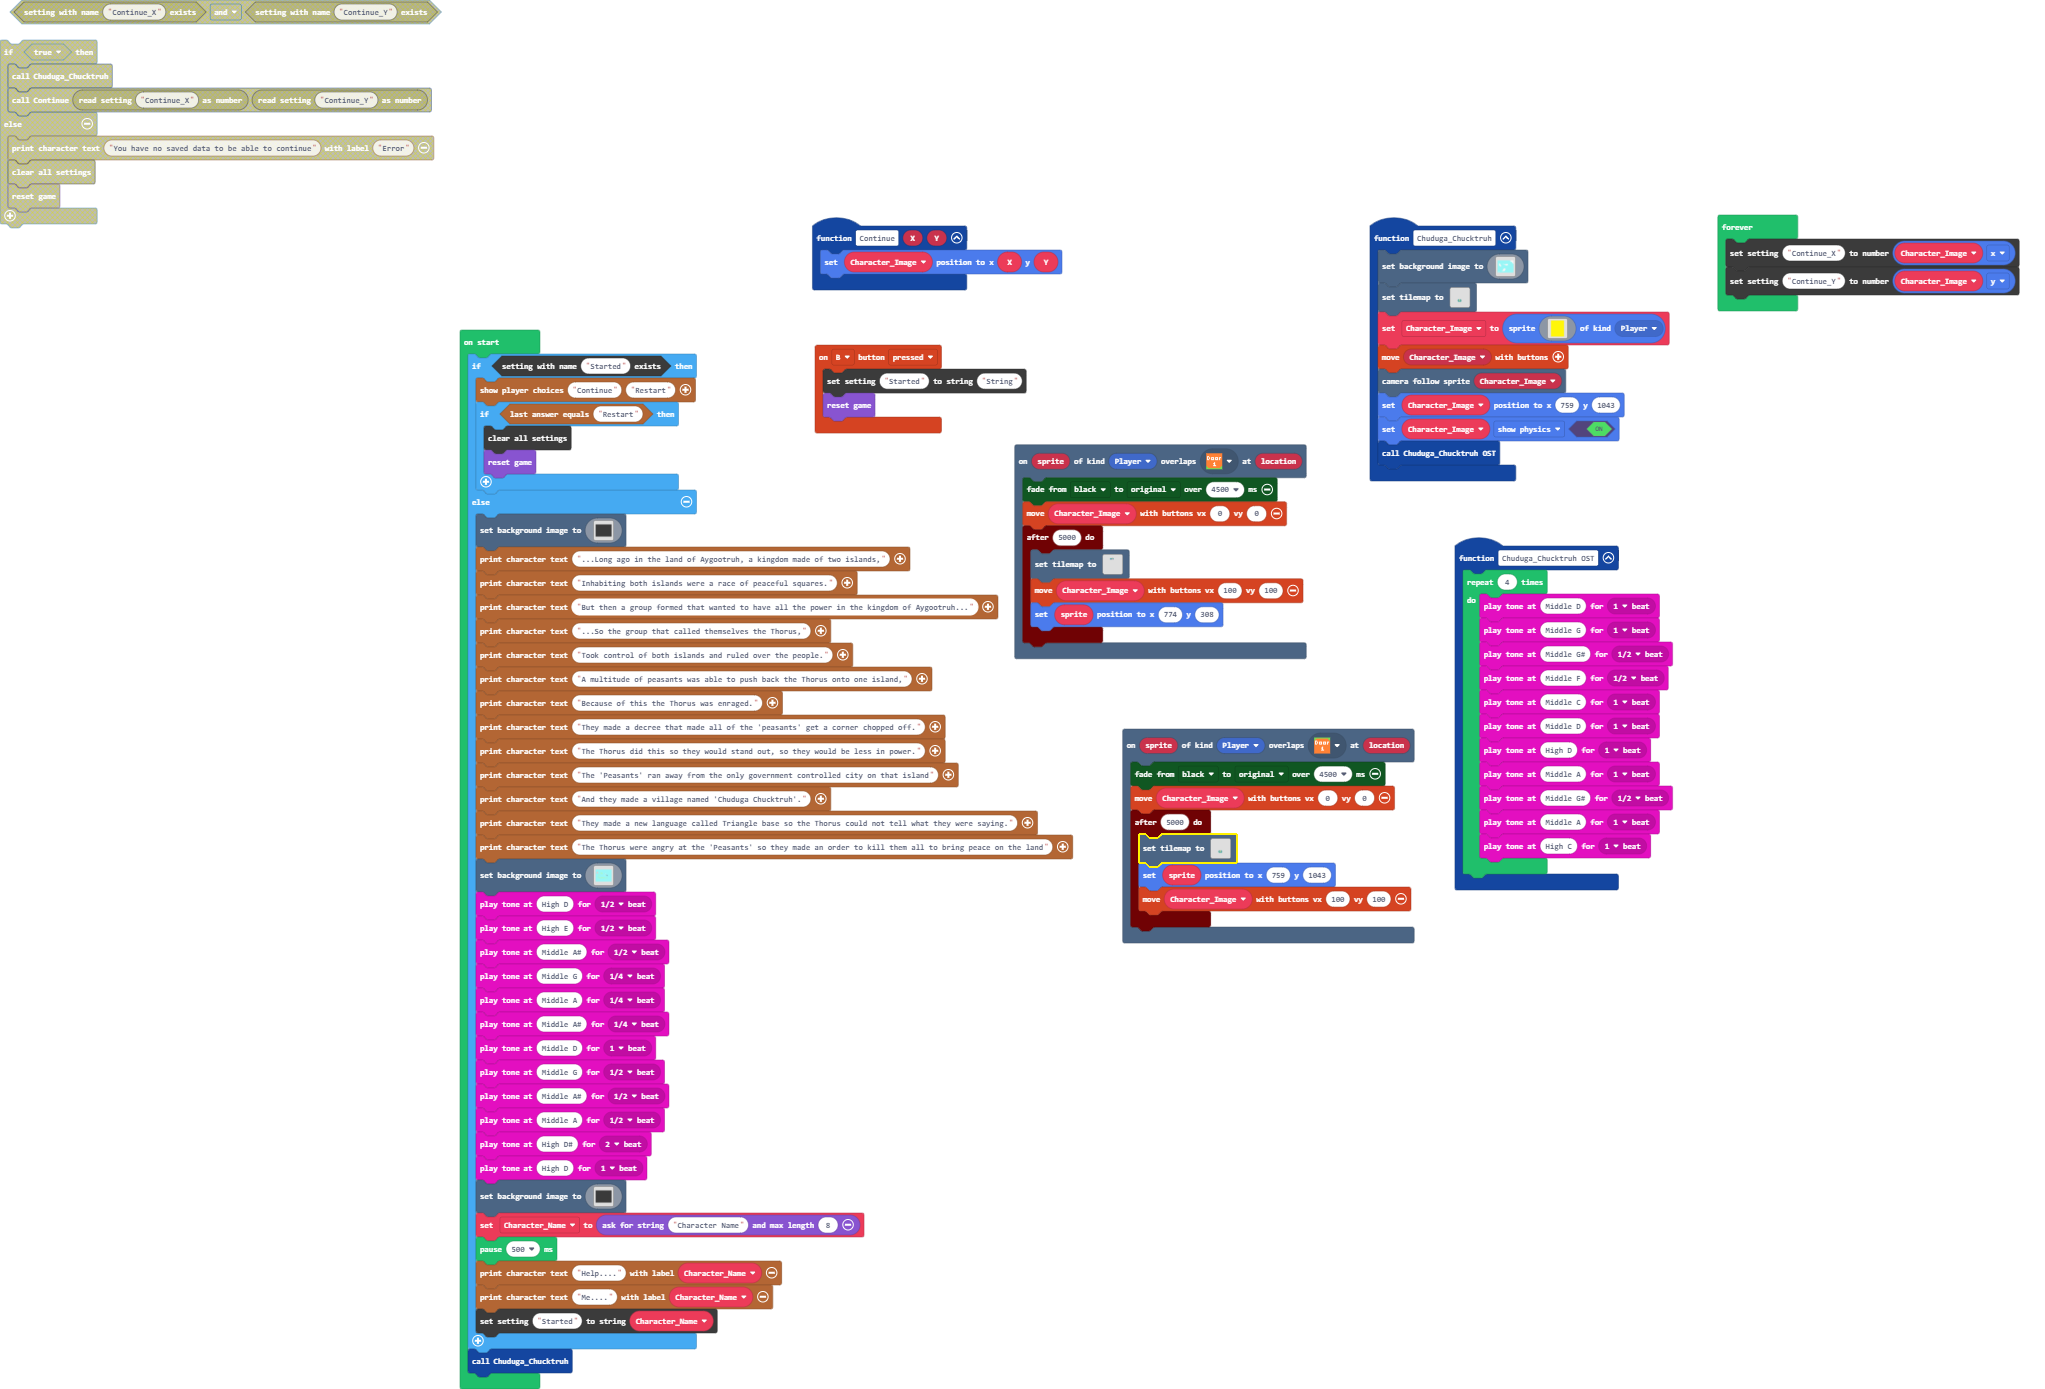 setting with name "Continue_X" exists and setting with name "Continue_Y" exists
if true then
call Chuduga_Chucktruh
call Continue read setting "Continue_X" as number read setting "Continue_Y" as number
else
print character text "You have no saved data to be able to continue" with label "Error"
clear all settings
reset game
function Continue X Y
set Character_Image position to x X y Y
on start
if setting with name "Started" exists then
show player choices "Continue" "Restart"
if last answer equals "Restart" then
clear all settings
reset game
else
set background image to
print character text "...Long ago in the land of Aygootruh, a kingdom made of two islands,"
print character text "Inhabiting both islands were a race of peaceful squares."
print character text "But then a group formed that wanted to have all the power in the kingdom of Aygootruh..."
print character text "...So the group that called themselves the Thorus,"
print character text "Took control of both islands and ruled over the people."
print character text "A multitude of peasants was able to push back the Thorus onto one island,"
print character text "Because of this the Thorus was enraged."
print character text "They made a decree that made all of the 'peasants' get a corner chopped off."
print character text "The Thorus did this so they would stand out, so they would be less in power."
print character text "The 'Peasants' ran away from the only government controlled city on that island"
print character text "And they made a village named 'Chuduga Chucktruh'."
print character text "They made a new language called Triangle base so the Thorus could not tell what they were saying."
print character text "The Thorus were angry at the 'Peasants' so they made an order to kill them all to bring peace on the land"
set background image to
play tone at High D for 1/2 beat
play tone at High E for 1/2 beat
play tone at Middle A# for 1/2 beat
play tone at Middle G for 1/4 beat
play tone at Middle A for 1/4 beat
play tone at Middle A# for 1/4 beat
play tone at Middle D for 1 beat
play tone at Middle G for 1/2 beat
play tone at Middle A# for 1/2 beat
play tone at Middle A for 1/2 beat
play tone at High D# for 2 beat
play tone at High D for 1 beat
set background image to
set Character_Name to ask for string "Character Name" and max length 8
pause 500 ms
print character text "Help...." with label Character_Name
print character text "Me...." with label Character_Name
set setting "Started" to string Character_Name
call Chuduga_Chucktruh
on B button pressed
set setting "Started" to string "String"
reset game
on sprite of kind Player overlaps Door 1 at location
fade from black to original over 4500 ms
move Character_Image with buttons vx 0 vy 0
after 5000 do
set tilemap to
move Character_Image with buttons vx 100 vy 100
set sprite position to x 774 y 308
on sprite of kind Player overlaps Door 1 at location
fade from black to original over 4500 ms
move Character_Image with buttons vx 0 vy 0
after 5000 do
set tilemap to
set sprite position to x 759 y 1043
move Character_Image with buttons vx 100 vy 100
function Chuduga_Chucktruh
set background image to
set tilemap to
set Character_Image to sprite of kind Player
move Character_Image with buttons
camera follow sprite Character_Image
set Character_Image position to x 759 y 1043
set Character_Image show physics ON
call Chuduga_Chucktruh OST
function Chuduga_Chucktruh OST
repeat 4 times
do
play tone at Middle D for 1 beat
play tone at Middle G for 1 beat
play tone at Middle G# for 1/2 beat
play tone at Middle F for 1/2 beat
play tone at Middle C for 1 beat
play tone at Middle D for 1 beat
play tone at High D for 1 beat
play tone at Middle A for 1 beat
play tone at Middle G# for 1/2 beat
play tone at Middle A for 1 beat
play tone at High C for 1 beat
forever
set setting "Continue_X" to number Character_Image x
set setting "Continue_Y" to number Character_Image y